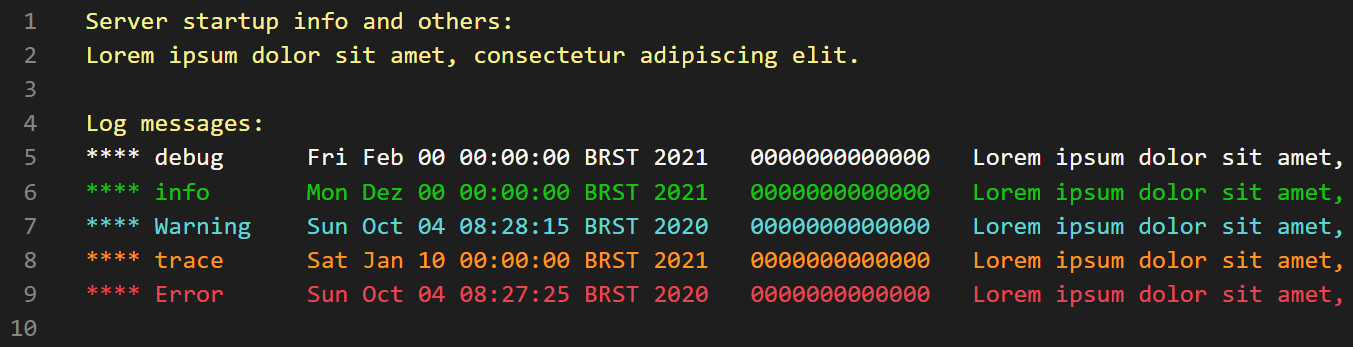 1 Server startup info and others:
2 Lorem ipsum dolor sit amet, consectetur adipiscing elit.
3
4 Log messages:
5 **** debug Fri Feb 00 00:00:00 BRST 2021 0000000000000 Lorem ipsum dolor sit amet,
6 **** info Mon Dez 00 00:00:00 BRST 2021 0000000000000 Lorem ipsum dolor sit amet,
7 **** Warning Sun Oct 04 08:28:15 BRST 2020 0000000000000 Lorem ipsum dolor sit amet,
8 **** trace Sat Jan 10 00:00:00 BRST 2021 0000000000000 Lorem ipsum dolor sit amet,
9 **** Error Sun Oct 04 08:27:25 BRST 2020 0000000000000 Lorem ipsum dolor sit amet,
10